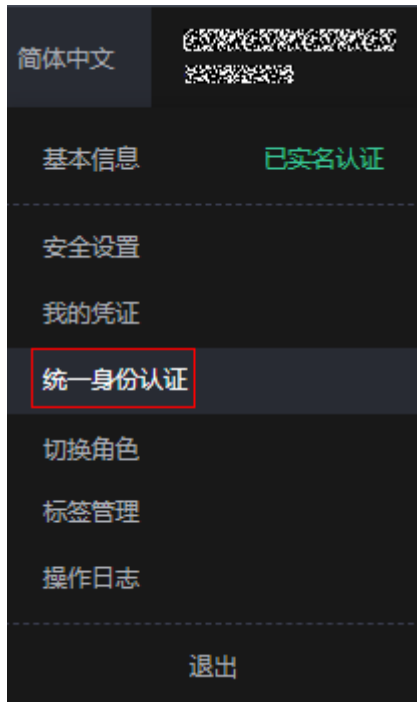 简体中文
基本信息 已实名认证
安全设置
我的凭证
统一身份认证
切换角色
标签管理
操作日志
退出